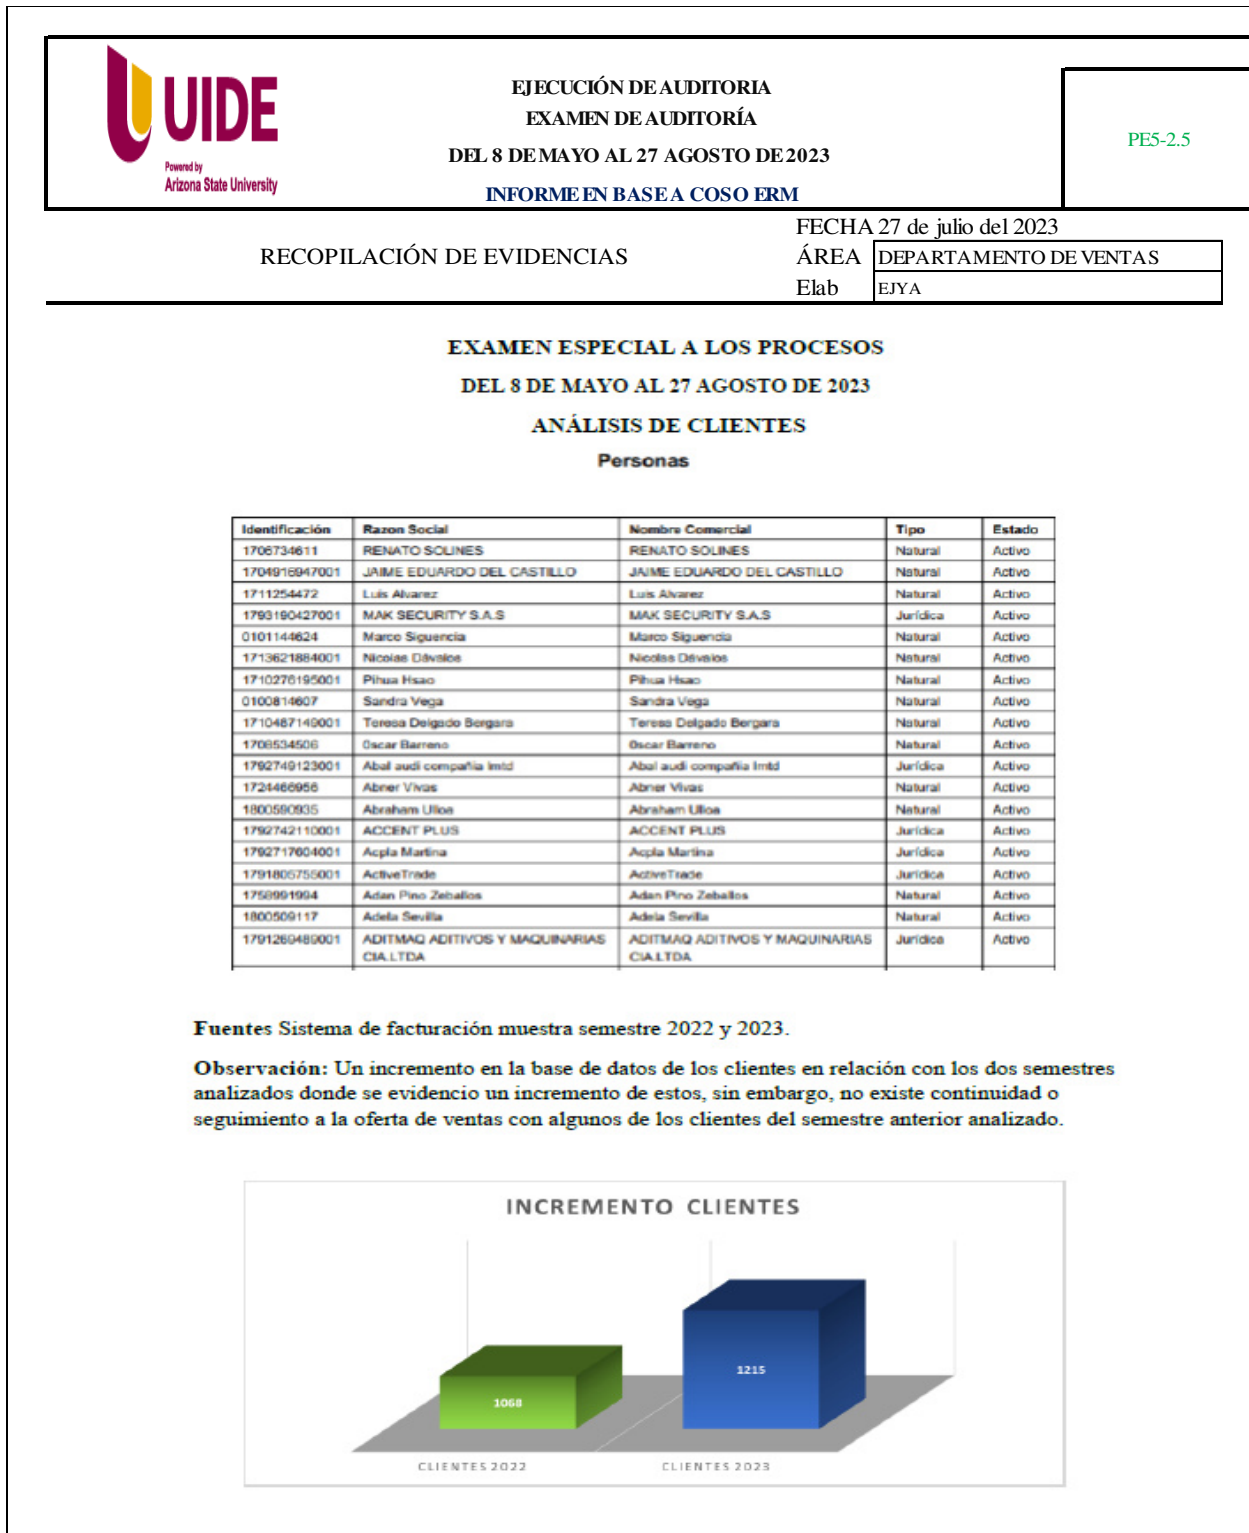 UIDE
Powered by
Arizona State University
EJECUCIÓN DE AUDITORIA
EXAMEN DE AUDITORÍA
DEL 8 DE MAYO AL 27 AGOSTO DE 2023
INFORME EN BASE A COSO ERM
PE5-2.5
RECOPILACIÓN DE EVIDENCIAS
FECHA 27 de julio del 2023
ÁREA DEPARTAMENTO DE VENTAS
Elab EJYA
EXAMEN ESPECIAL A LOS PROCESOS
DEL 8 DE MAYO AL 27 AGOSTO DE 2023
ANÁLISIS DE CLIENTES
Personas
Identificación Razon Social Nombre Comercial Tipo Estado
1706734611 RENATO SOLINES RENATO SOLINES Natural Activo
1704916947001 JAIME EDUARDO DEL CASTILLO JAIME EDUARDO DEL CASTILLO Natural Activo
1711254472 Luis Alvarez Luis Alvarez Natural Activo
1793190427001 MAK SECURITY S.A.S MAK SECURITY S.A.S Jurídica Activo
0101144624 Marco Siguencia Marco Siguencia Natural Activo
1713621884001 Nicolas Dávalos Nicolas Dávalos Natural Activo
1710276195001 Pihua Hsao Pihua Hsao Natural Activo
0100814607 Sandra Vega Sandra Vega Natural Activo
1710487149001 Teresa Delgado Bergara Teresa Delgado Bergara Natural Activo
1708534506 0scar Barreno 0scar Barreno Natural Activo
1792749123001 Abal audi compañia lmtd Abal audi compañia lmtd Jurídica Activo
1724466956 Abner Vivas Abner Vivas Natural Activo
1800590935 Abraham Ulloa Abraham Ulloa Natural Activo
1792742110001 ACCENT PLUS ACCENT PLUS Jurídica Activo
1792717604001 Acpla Martina Acpla Martina Jurídica Activo
1791805755001 ActiveTrade ActiveTrade Jurídica Activo
1758991994 Adan Pino Zeballos Adan Pino Zeballos Natural Activo
1800509117 Adela Sevilla Adela Sevilla Natural Activo
1791269489001 ADITMAQ ADITIVOS Y MAQUINARIAS ADITMAQ ADITIVOS Y MAQUINARIAS Jurídica Activo
CIA.LTDA CIA.LTDA
Fuentes Sistema de facturación muestra semestre 2022 y 2023.
Observación: Un incremento en la base de datos de los clientes en relación con los dos semestres
analizados donde se evidencio un incremento de estos, sin embargo, no existe continuidad o
seguimiento a la oferta de ventas con algunos de los clientes del semestre anterior analizado.
INCREMENTO CLIENTES
1215
1068
CLIENTES 2022 CLIENTES 2023